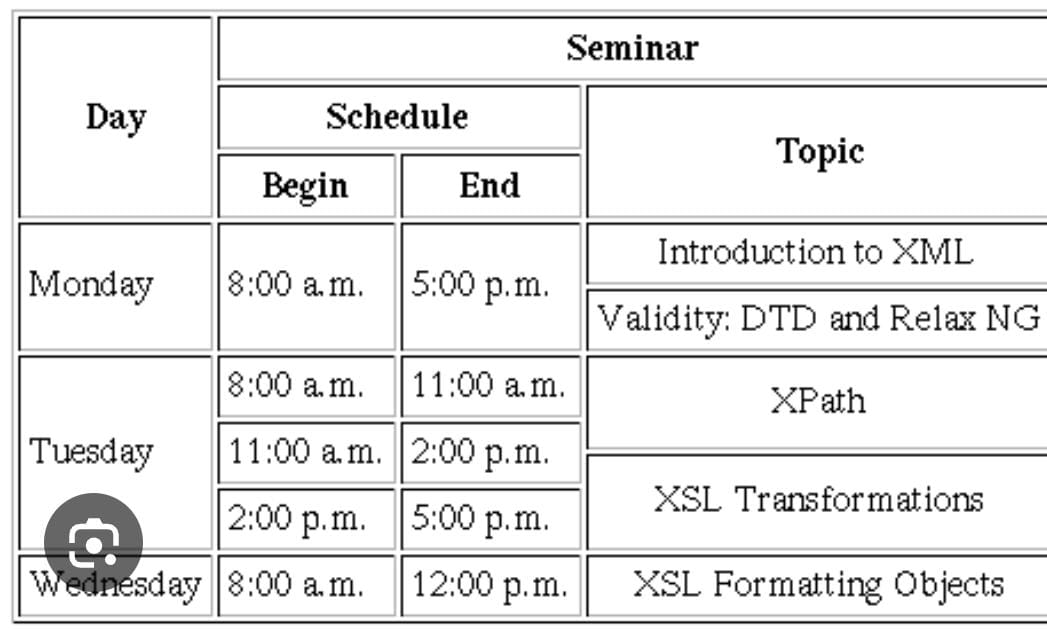 Seminar
Day
Schedule
Topic
Begin End
Monday 8:00 a.m. 5:00 p.m. Introduction to XML
Validity: DTD and Relax NG
Tuesday 8:00 a.m. 11:00 a.m. XPath
11:00 a.m. 2:00 p.m.
2:00 p.m. 5:00 p.m. XSL Transformations
Wednesday 8:00 a.m. 12:00 p.m. XSL Formatting Objects